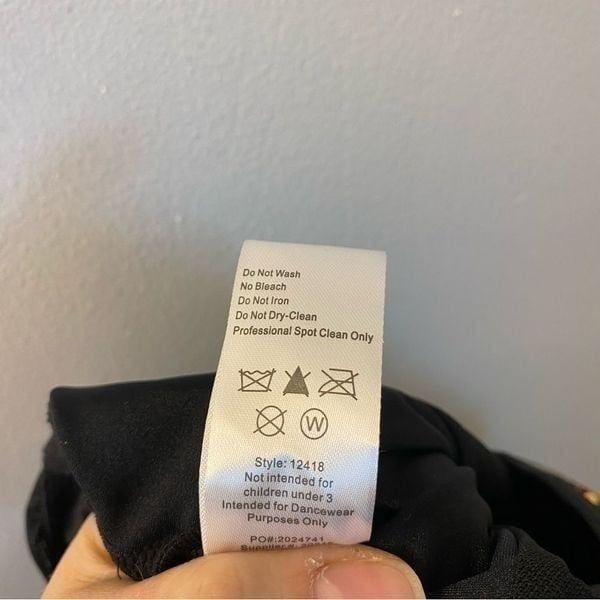 Do Not Wash
No Bleach
Do Not Iron
Do Not Dry-Clean
Professional Spot Clean Only
W
Style: 12418
Not intended for
children under 3
Intended for Dancewear
Purposes Only
PO#:2024741
Supplier#: